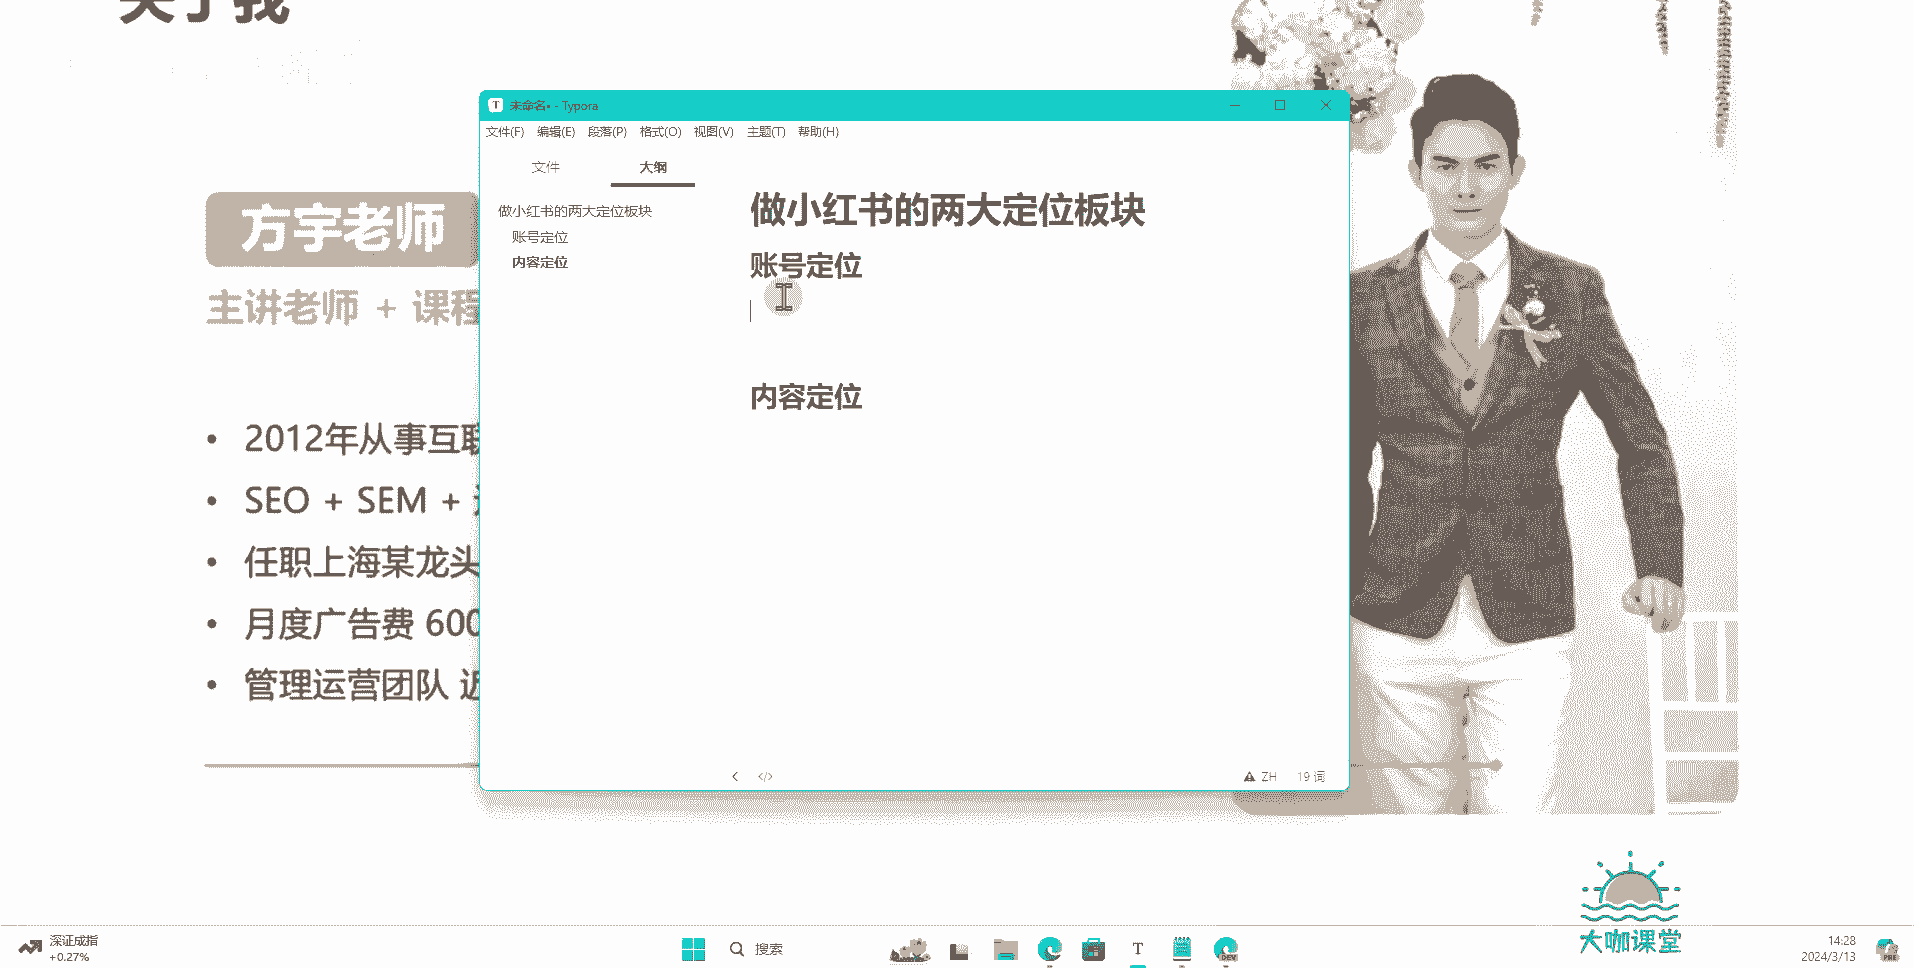 关于我
方宇老师
主讲老师 + 课程
• 2012年从事互联
• SEO + SEM +
• 任职上海某龙头
• 月度广告费 600
• 管理运营团队 近
未命名• - Typora
文件(F) 编辑(E) 段落(P) 格式(O) 视图(V) 主题(T) 帮助(H)
文件 大纲
做小红书的两大定位板块
账号定位
内容定位
做小红书的两大定位板块
账号定位
内容定位
ZH 19 词
大咖课堂
深证成指
+0.27%
搜索
T
DEV
14:28
2024/3/13
PRE